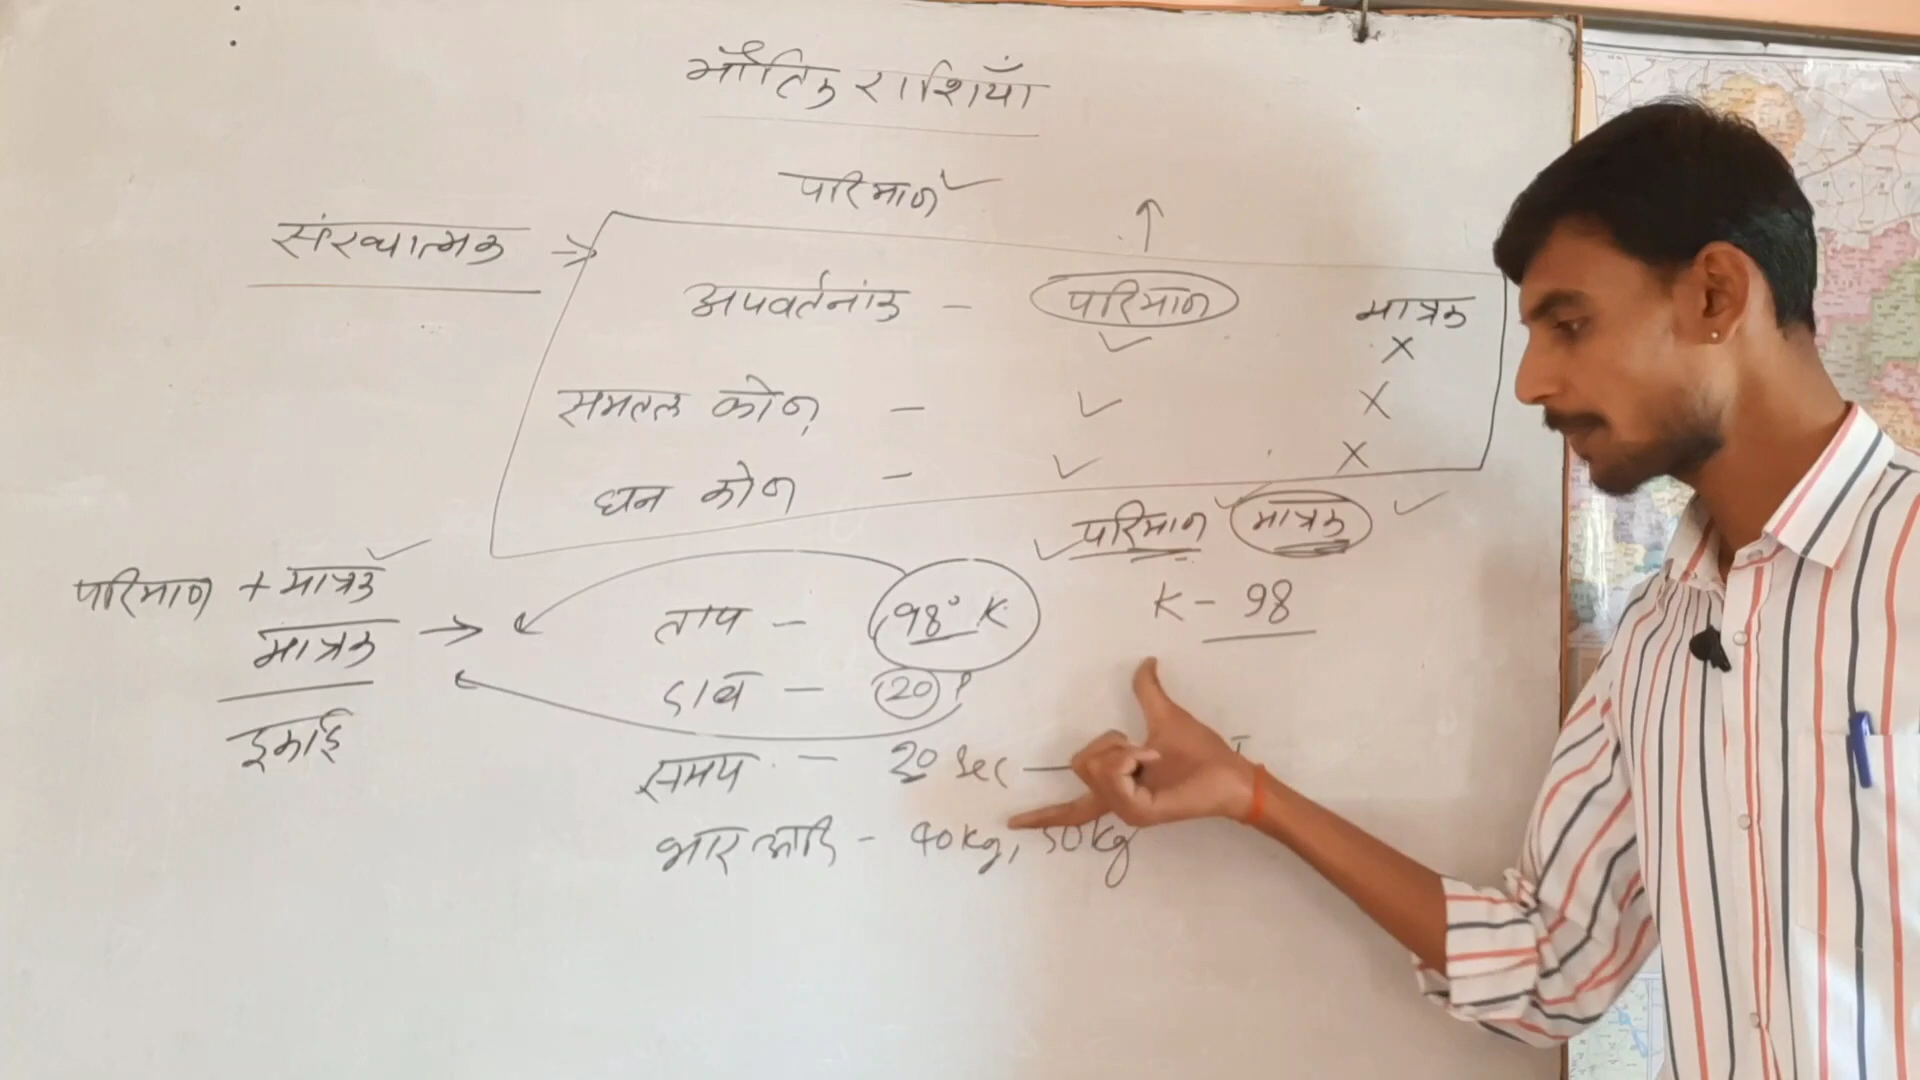 भौतिक राशियाँ
परिमाण ✓
संख्यात्मक →
अपवर्तनांक - परिमाण मात्रक
✓ X
समतल कोण - ✓ X
घन कोण - ✓ X
✓ परिमाण ✓ मात्रक ✓
परिमाण + मात्रक ✓
मात्रक →
इकाई
ताप - 98° K K - 98
दाब - 20 P
समय - 20 Sec -
भार आदि - 40kg, 50kg